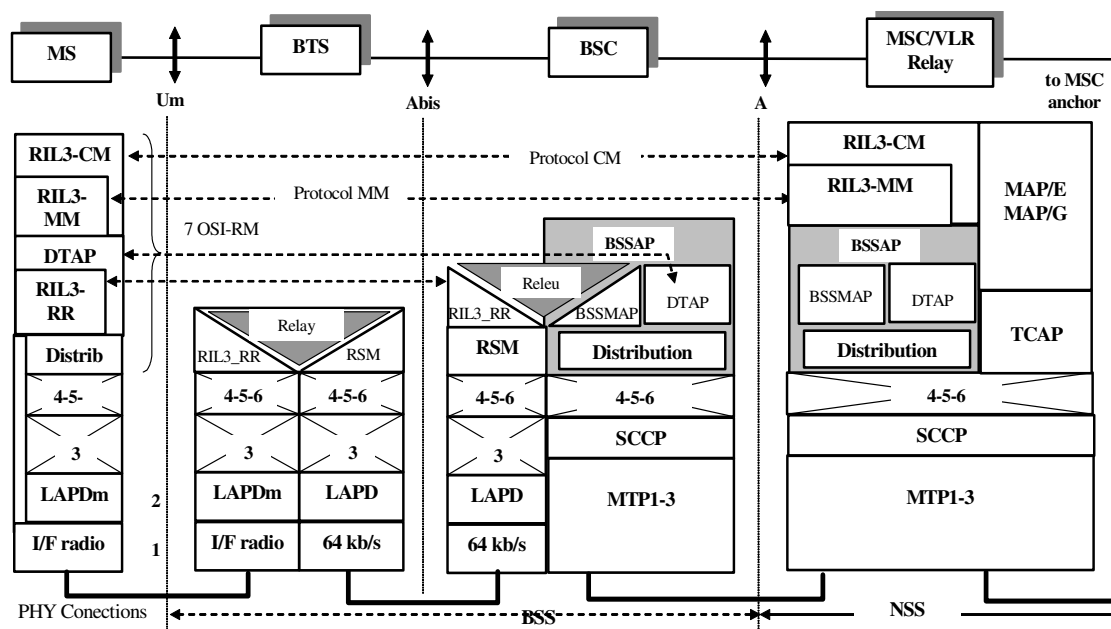 MS
BTS
BSC
MSC/VLR
Relay
Um
Abis
A
to MSC
anchor
RIL3-CM
Protocol CM
RIL3-CM
RIL3-
MM
Protocol MM
RIL3-MM
MAP/E
MAP/G
7 OSI-RM
DTAP
BSSAP
BSSAP
RIL3-
RR
Releu
RIL3_RR
BSSMAP
DTAP
BSSMAP
DTAP
Relay
RIL3_RR
RSM
RSM
Distribution
Distribution
TCAP
Distrib
4-5-
4-5-6
4-5-6
4-5-6
4-5-6
4-5-6
3
3
3
3
SCCP
SCCP
LAPDm
2
LAPDm
LAPD
LAPD
MTP1-3
MTP1-3
I/F radio
1
I/F radio
64 kb/s
64 kb/s
PHY Conections
BSS
NSS